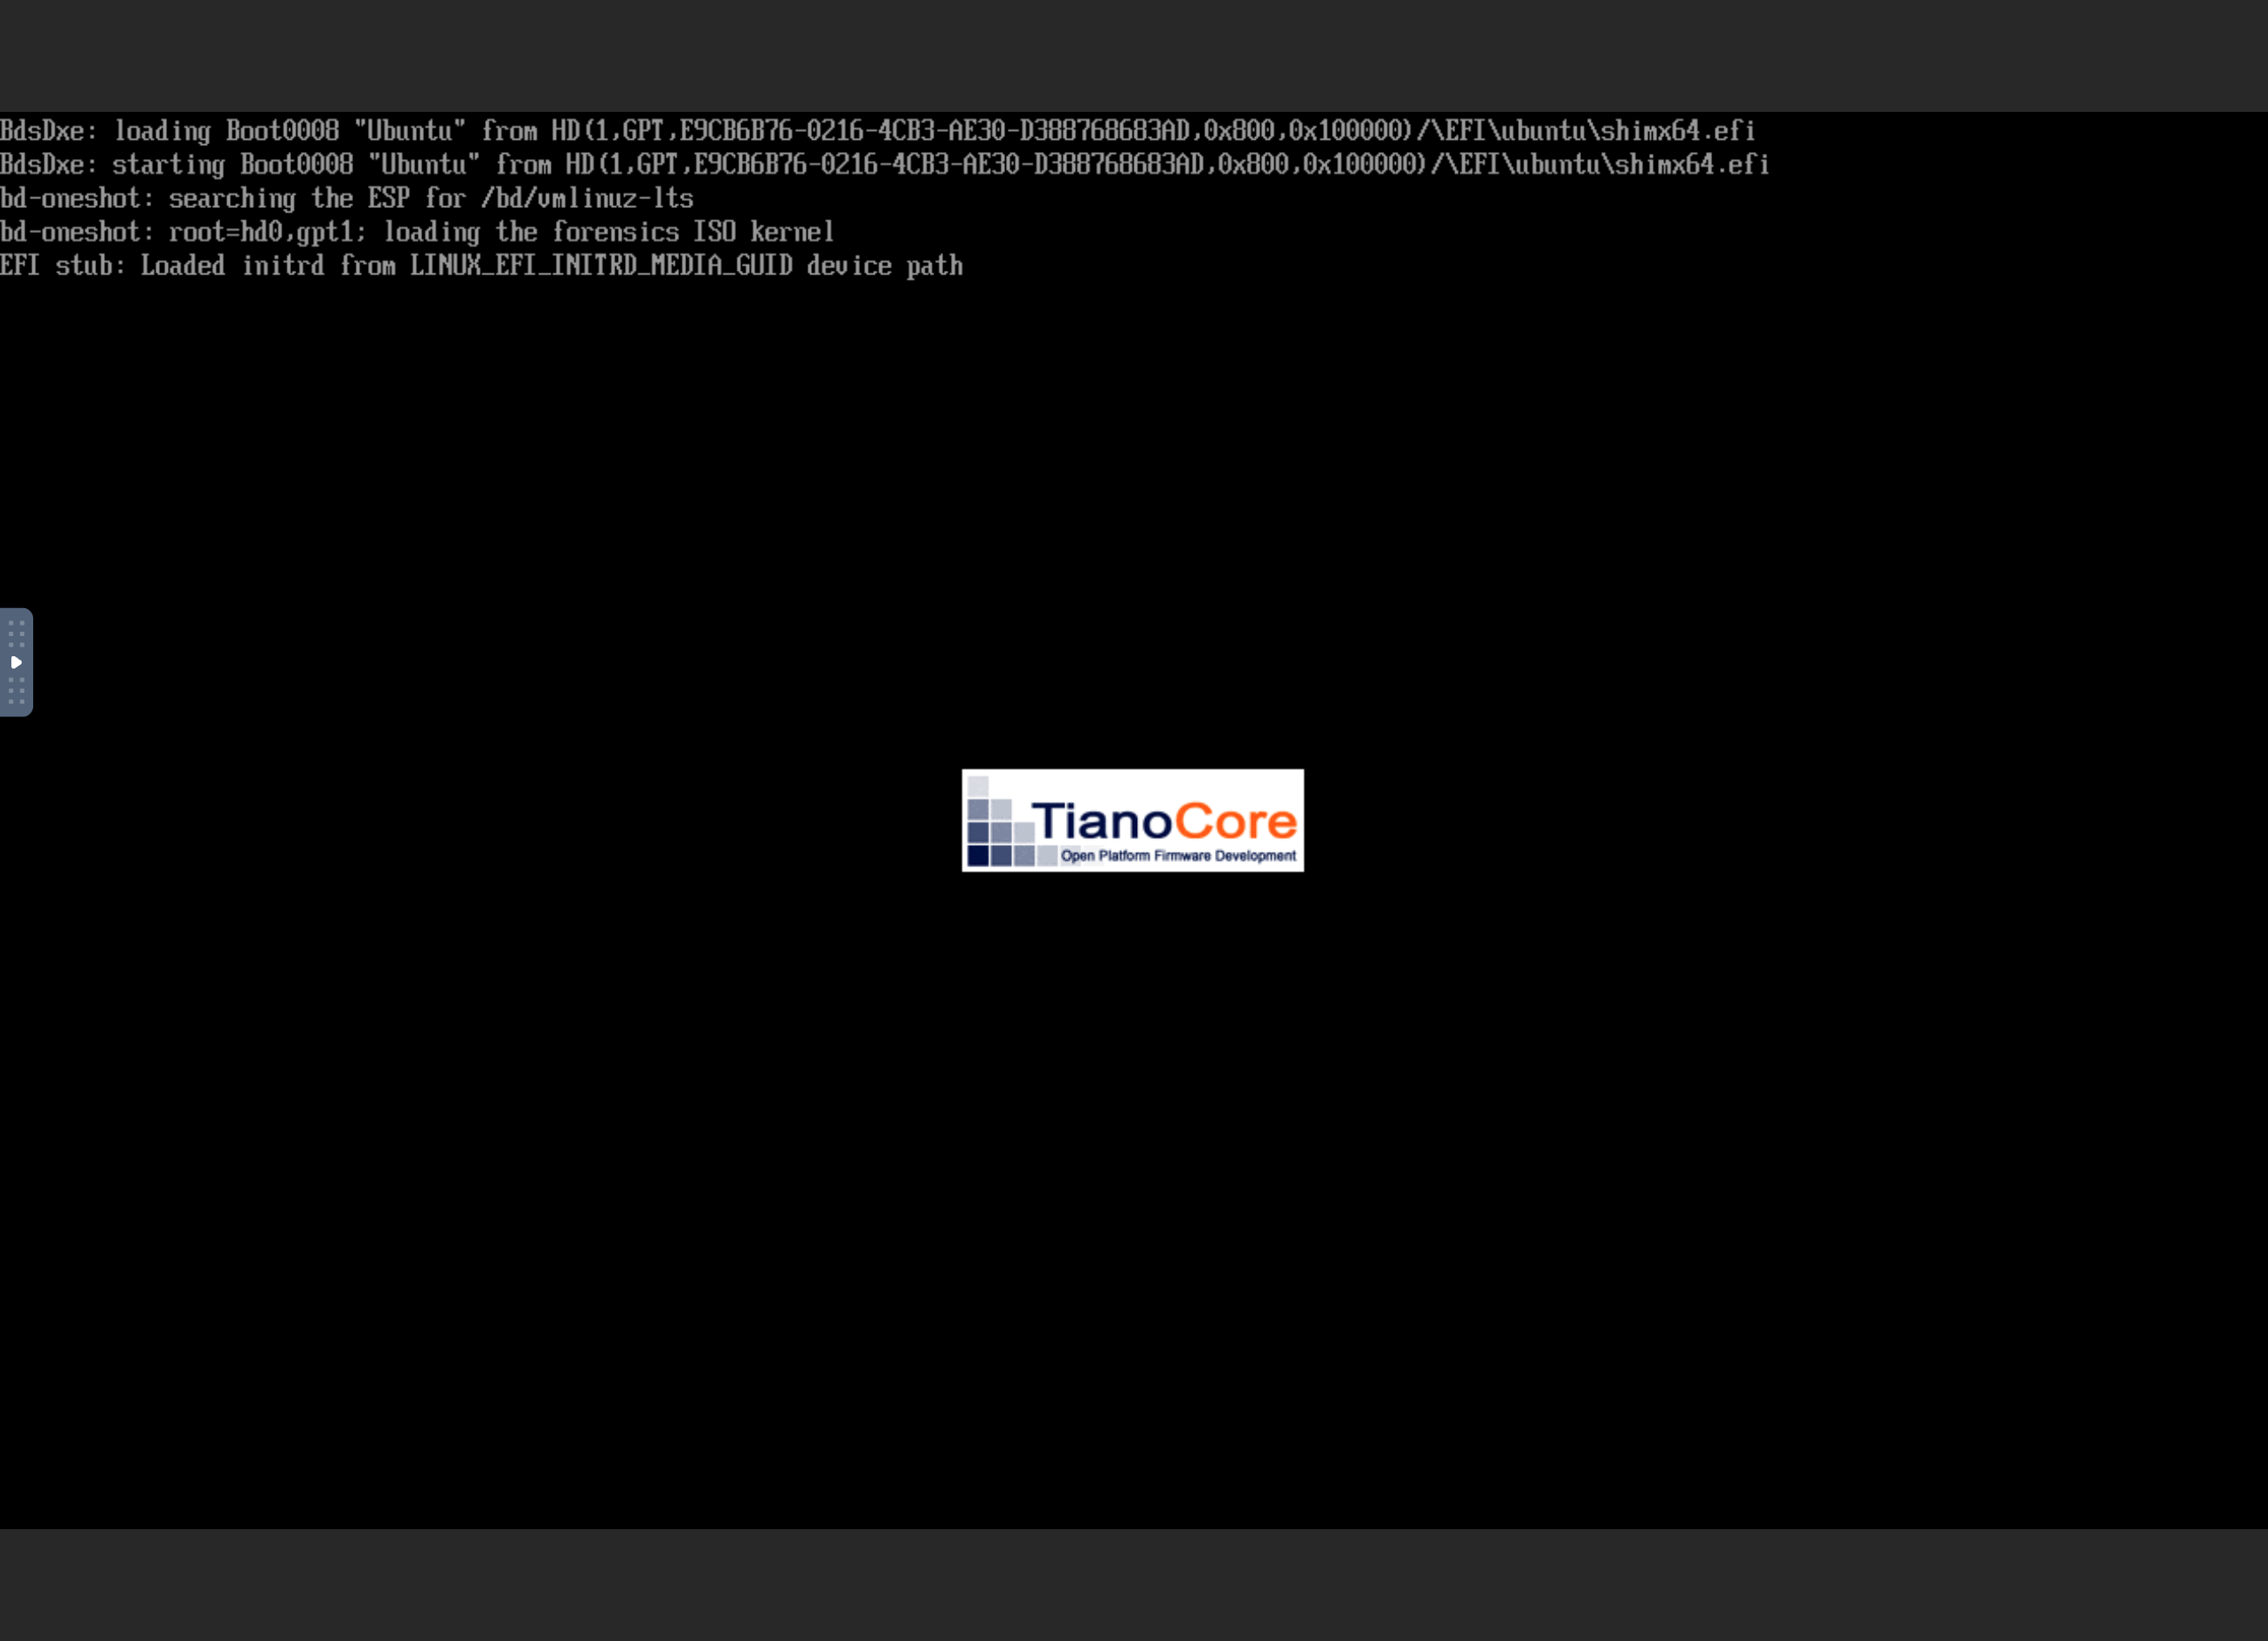 BdsDxe: loading Boot0008 "Ubuntu" from HD(1,GPT,E9CB6B76-0216-4CB3-AE30-D388768683AD,0x800,0x100000)/\EFI\ubuntu\shimx64.efi
BdsDxe: starting Boot0008 "Ubuntu" from HD(1,GPT,E9CB6B76-0216-4CB3-AE30-D388768683AD,0x800,0x100000)/\EFI\ubuntu\shimx64.efi
bd-oneshot: searching the ESP for /bd/vmlinuz-lts
bd-oneshot: root=hd0,gpt1; loading the forensics ISO kernel
EFI stub: Loaded initrd from LINUX_EFI_INITRD_MEDIA_GUID device path
TianoCore
Open Platform Firmware Development